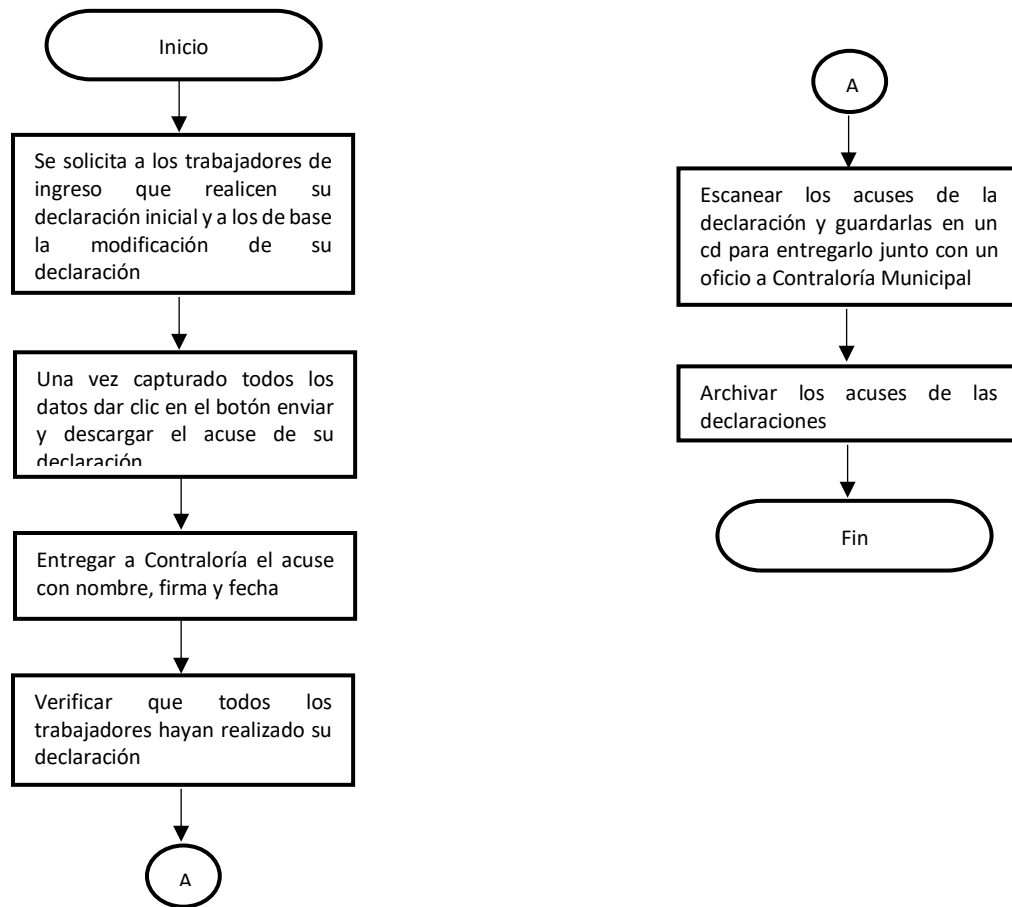 Inicio
Se solicita a los trabajadores de
ingreso que realicen su
declaración inicial y a los de base
la modificación de su
declaración
Una vez capturado todos los
datos dar clic en el botón enviar
y descargar el acuse de su
declaración
Entregar a Contraloría el acuse
con nombre, firma y fecha
Verificar que todos los
trabajadores hayan realizado su
declaración
A
A
Escanear los acuses de la
declaración y guardarlas en un
cd para entregarlo junto con un
oficio a Contraloría Municipal
Archivar los acuses de las
declaraciones
Fin